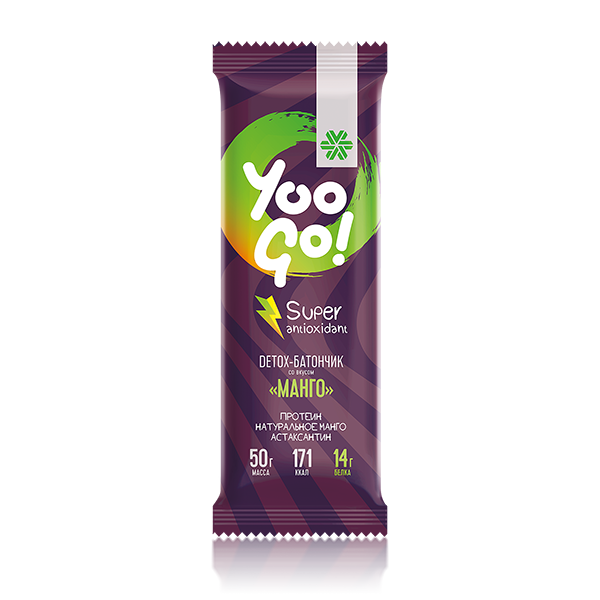 Yoo
Go!
Super
antioxidant
DETOX-БАТОНЧИК
со вкусом
«МАНГО»
ПРОТЕИН
НАТУРАЛЬНОЕ МАНГО
АСТАКСАНТИН
50г 171 14г
МАССА ККАЛ БЕЛКА